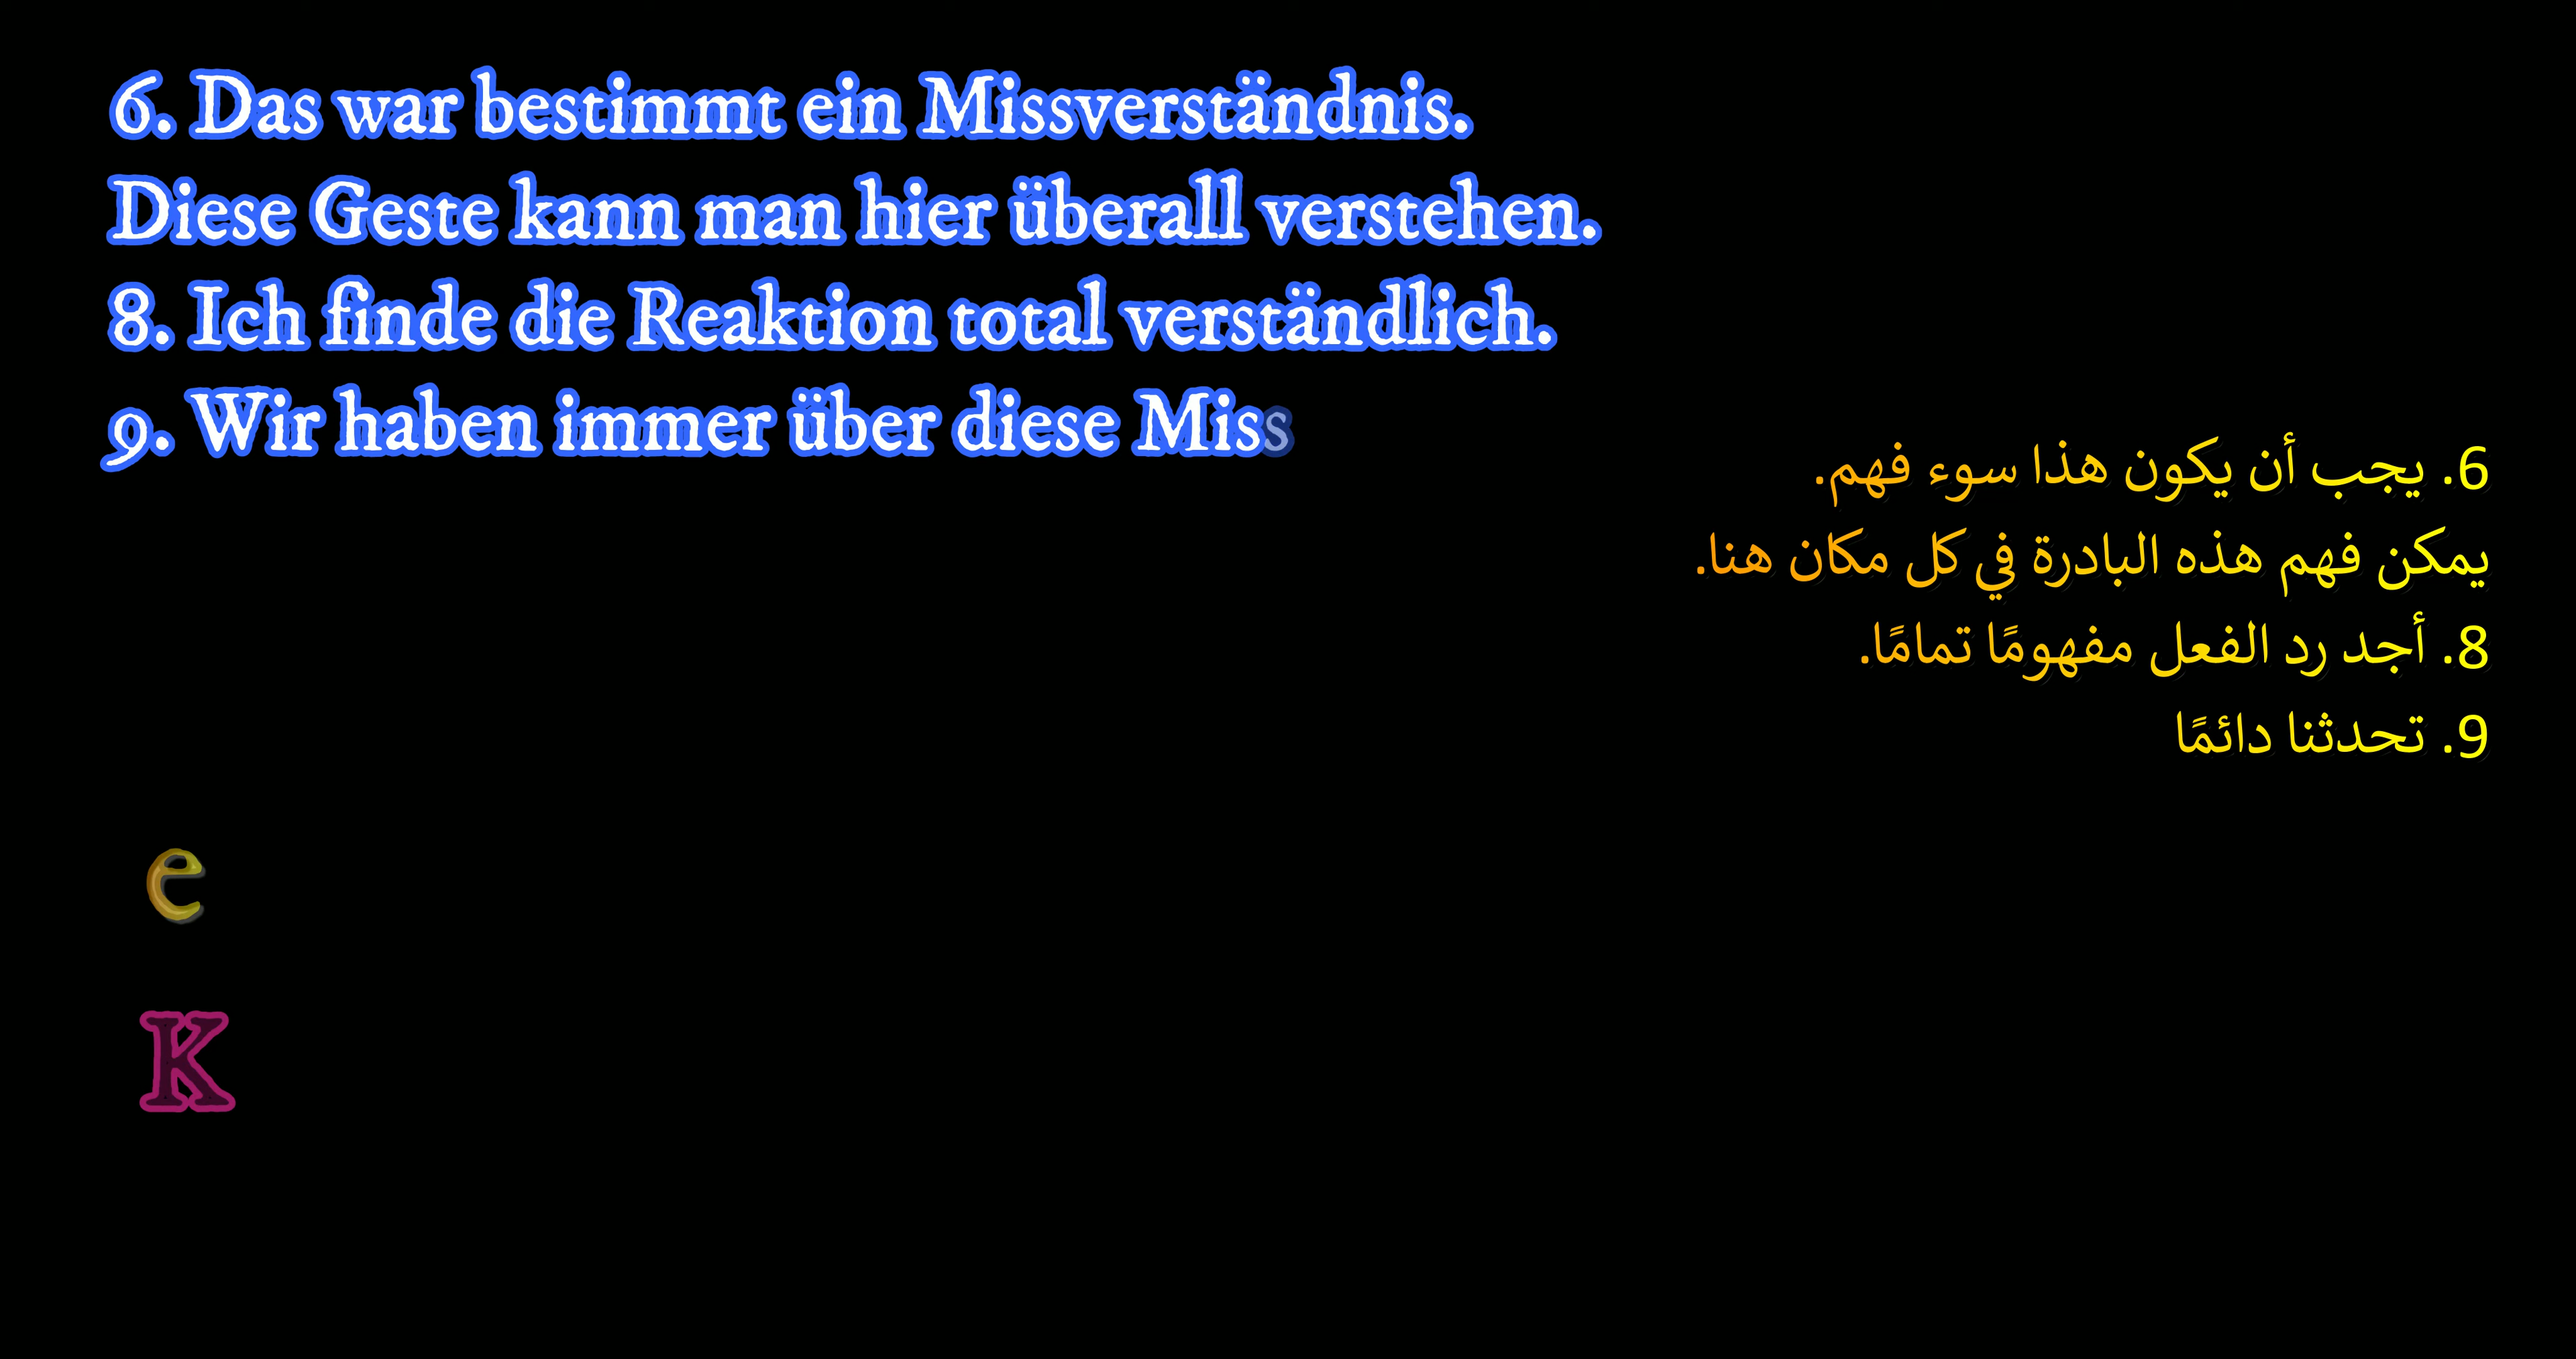 6. Das war bestimmt ein Missverständnis.
Diese Geste kann man hier überall verstehen.
8. Ich finde die Reaktion total verständlich.
9. Wir haben immer über diese Miss
6. يجب أن يكون هذا سوء فهم.
يمكن فهم هذه البادرة في كل مكان هنا.
8. أجد رد الفعل مفهومًا تمامًا.
9. تحدثنا دائمًا
e
K